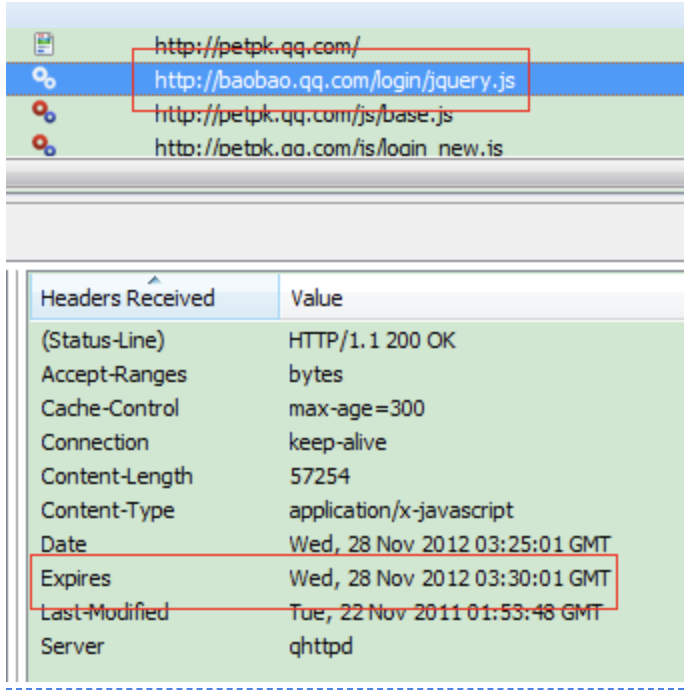 http://petpk.qq.com/
http://baobao.qq.com/login/jquery.js
http://petpk.qq.com/js/base.js
http://petpk.qq.com/js/login_new.js
Headers Received Value
(Status-Line) HTTP/1.1 200 OK
Accept-Ranges bytes
Cache-Control max-age=300
Connection keep-alive
Content-Length 57254
Content-Type application/x-javascript
Date Wed, 28 Nov 2012 03:25:01 GMT
Expires Wed, 28 Nov 2012 03:30:01 GMT
Last-Modified Tue, 22 Nov 2011 01:53:48 GMT
Server qhttpd